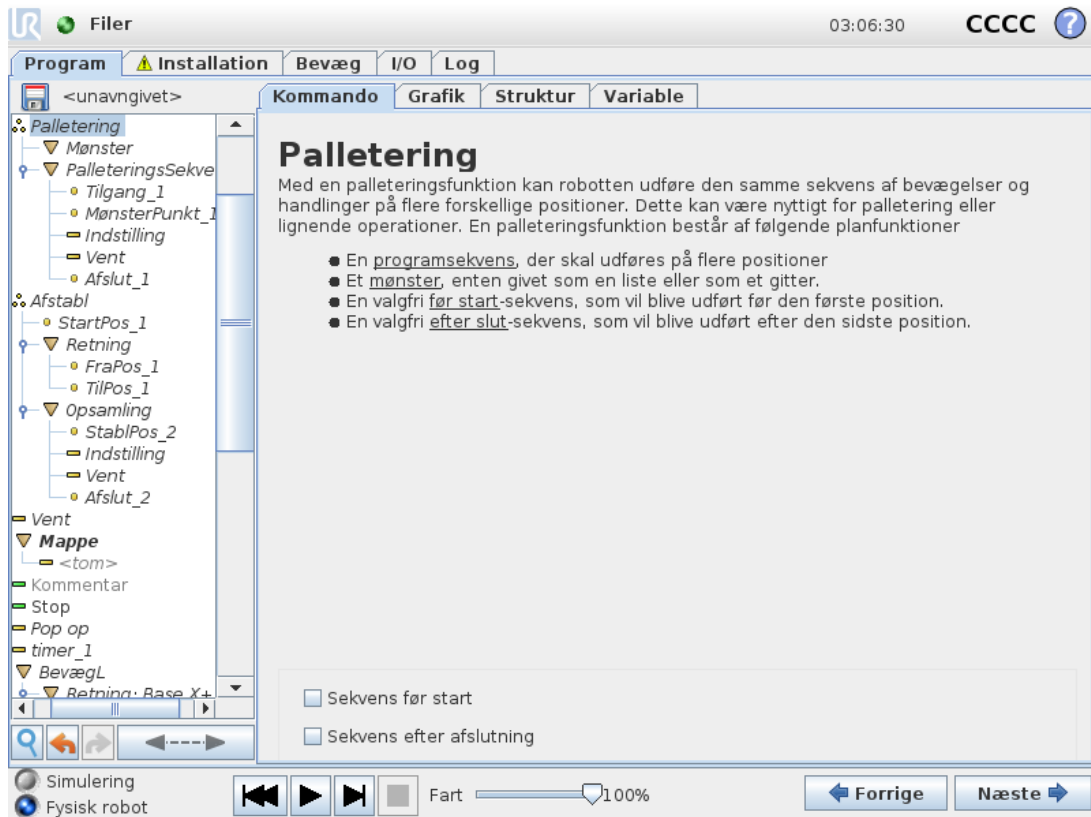 UR Filer 03:06:30 CCCC ?
Program Installation Bevæg I/O Log
<unavngivet>
Kommando Grafik Struktur Variable
Palletering
Mønster
PalleteringsSekve
Tilgang_1
MønsterPunkt_1
Indstilling
Vent
Afslut_1
Afstabl
StartPos_1
Retning
FraPos_1
TilPos_1
Opsamling
StablPos_2
Indstilling
Vent
Afslut_2
Vent
Mappe
<tom>
Kommentar
Stop
Pop op
timer_1
BevægL
Retning: Base X+
Palletering
Med en palleteringsfunktion kan robotten udføre den samme sekvens af bevægelser og
handlinger på flere forskellige positioner. Dette kan være nyttigt for palletering eller
lignende operationer. En palleteringsfunktion består af følgende planfunktioner
En programsekvens, der skal udføres på flere positioner
Et mønster, enten givet som en liste eller som et gitter.
En valgfri før start-sekvens, som vil blive udført før den første position.
En valgfri efter slut-sekvens, som vil blive udført efter den sidste position.
Sekvens før start
Sekvens efter afslutning
Simulering
Fysisk robot
Fart 100%
Forrige Næste